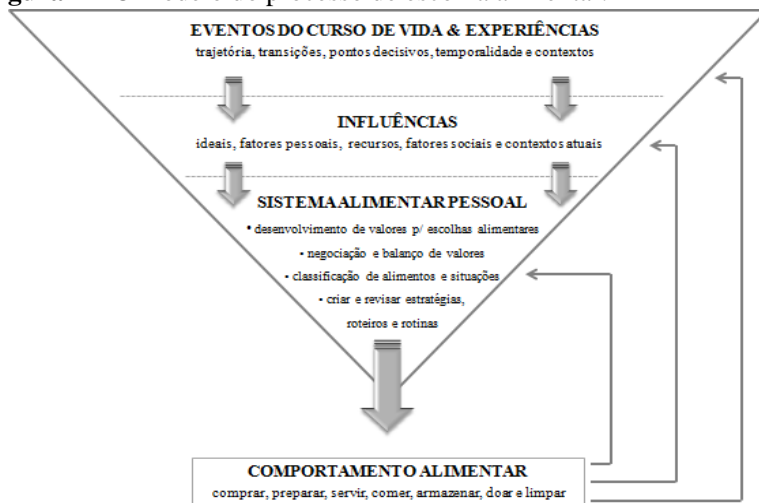 EVENTOS DO CURSO DE VIDA & EXPERIÊNCIAS
trajetória, transições, pontos decisivos, temporalidade e contextos
INFLUÊNCIAS
ideais, fatores pessoais, recursos, fatores sociais e contextos atuais
SISTEMA ALIMENTAR PESSOAL
• desenvolvimento de valores p/ escolhas alimentares
• negociação e balanço de valores
• classificação de alimentos e situações
• criar e revisar estratégias,
roteiros e rotinas
COMPORTAMENTO ALIMENTAR
comprar, preparar, servir, comer, armazenar, doar e limpar